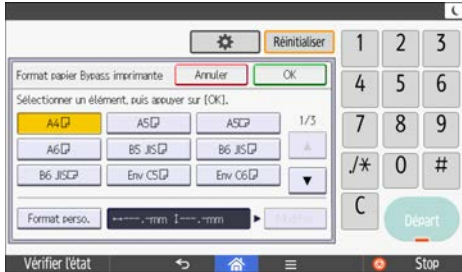 Réinitialiser
1 2 3
Format papier Bypass imprimante Annuler OK
4 5 6
Sélectionner un élément, puis appuyer sur [OK].
A4 A5 A5 1/3
7 8 9
A6 B5 JIS B6 JIS
B6 JIS Env C5 Env C6
./* 0 #
Format perso. ↔---.-mm I---.-mm
C
Départ
Vérifier l'état Stop